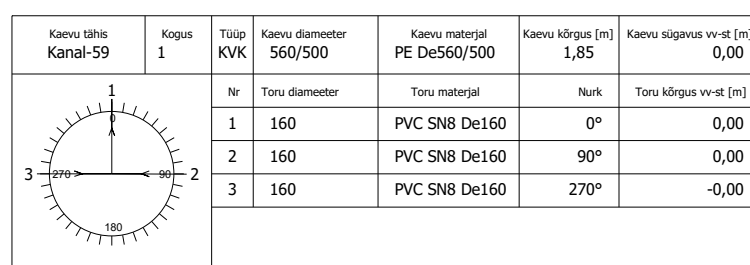 Kaevu tähis Kogus Tüüp Kaevu diameeter Kaevu materjal Kaevu kõrgus [m] Kaevu sügavus vv-st [m]
Kanal-59 1 KVK 560/500 PE De560/500 1,85 0,00
Nr Toru diameeter Toru materjal Nurk Toru kõrgus vv-st [m]
1 160 PVC SN8 De160 0° 0,00
2 160 PVC SN8 De160 90° 0,00
3 160 PVC SN8 De160 270° -0,00
1
0
3 270 90 2
180